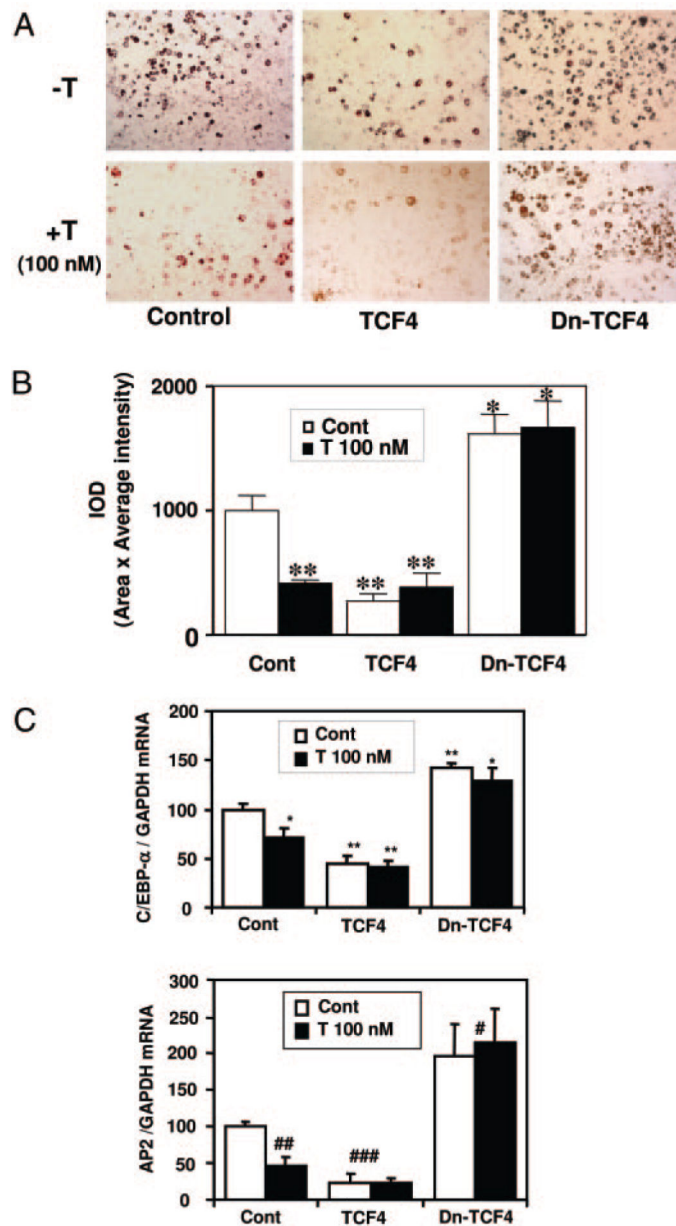 A
-T
+T
(100 nM)
Control TCF4 Dn-TCF4
B
IOD
(Area x Average intensity)
2000
1000
0
Cont
T 100 nM
**
**
**
*
*
Cont TCF4 Dn-TCF4
C
C/EBP-α / GAPDH mRNA
200
150
100
50
0
Cont
T 100 nM
*
**
**
**
*
Cont TCF4 Dn-TCF4
AP2 /GAPDH mRNA
300
250
200
150
100
50
0
Cont
T 100 nM
##
###
#
Cont TCF4 Dn-TCF4